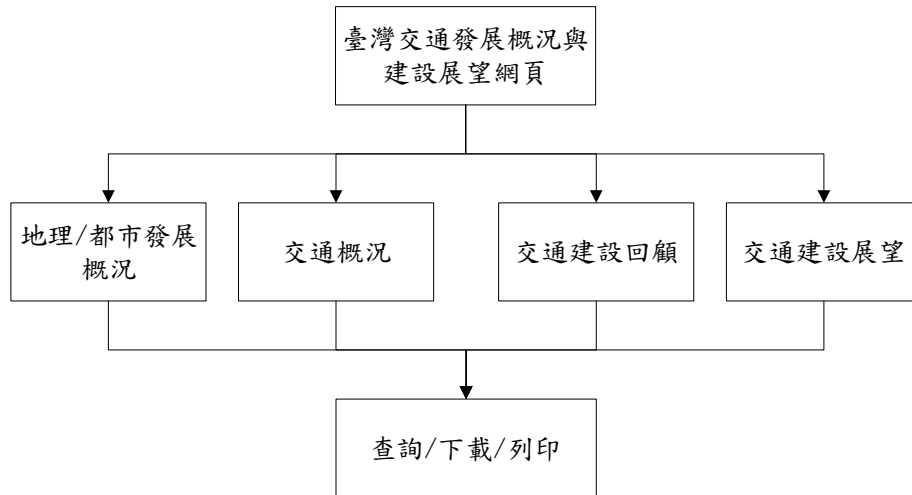 臺灣交通發展概況與
建設展望網頁
地理/都市發展
概況
交通概況
交通建設回顧
交通建設展望
查詢/下載/列印